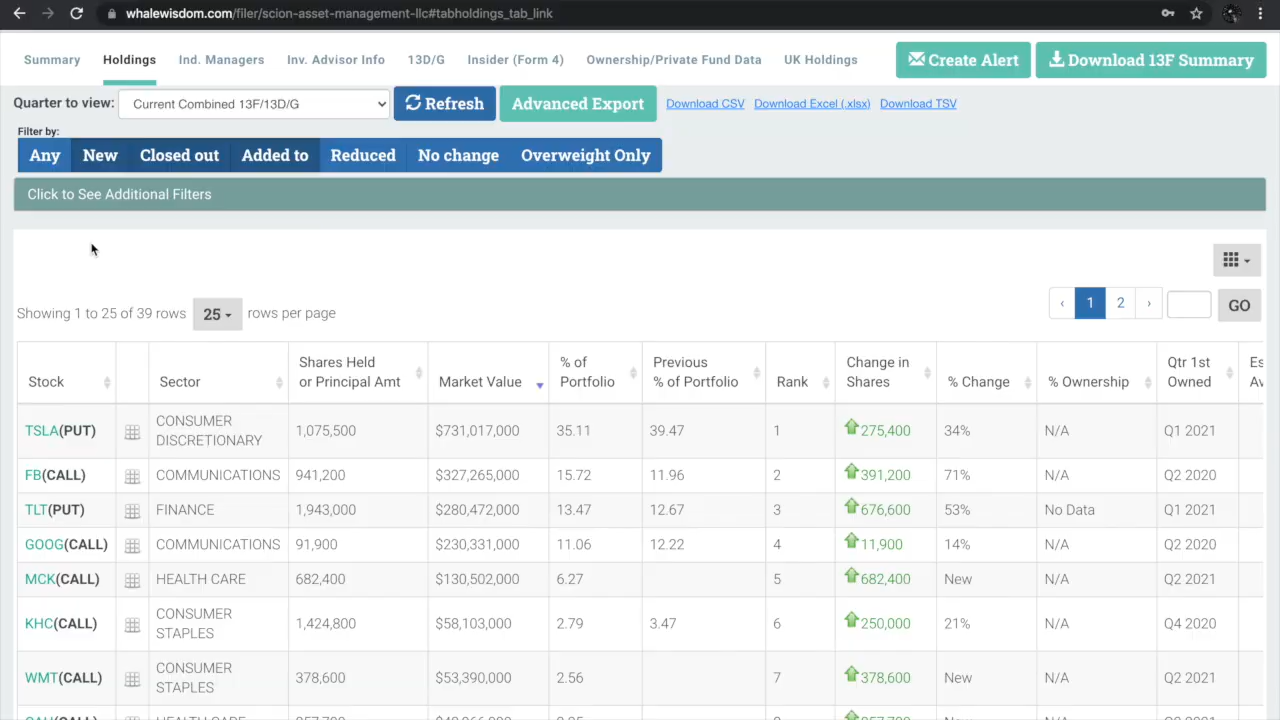 whalewisdom.com/filer/scion-asset-management-llc#tabholdings_tab_link
Summary Holdings Ind. Managers Inv. Advisor Info 13D/G Insider (Form 4) Ownership/Private Fund Data UK Holdings Create Alert Download 13F Summary
Quarter to view: Current Combined 13F/13D/G Refresh Advanced Export Download CSV Download Excel (.xlsx) Download TSV
Filter by:
Any New Closed out Added to Reduced No change Overweight Only
Click to See Additional Filters
Showing 1 to 25 of 39 rows 25 rows per page ‹ 1 2 › GO
Stock Sector Shares Held or Principal Amt Market Value % of Portfolio Previous % of Portfolio Rank Change in Shares % Change % Ownership Qtr 1st Owned
TSLA(PUT) CONSUMER DISCRETIONARY 1,075,500 $731,017,000 35.11 39.47 1 275,400 34% N/A Q1 2021
FB(CALL) COMMUNICATIONS 941,200 $327,265,000 15.72 11.96 2 391,200 71% N/A Q2 2020
TLT(PUT) FINANCE 1,943,000 $280,472,000 13.47 12.67 3 676,600 53% No Data Q1 2021
GOOG(CALL) COMMUNICATIONS 91,900 $230,331,000 11.06 12.22 4 11,900 14% N/A Q2 2020
MCK(CALL) HEALTH CARE 682,400 $130,502,000 6.27 5 682,400 New N/A Q2 2021
KHC(CALL) CONSUMER STAPLES 1,424,800 $58,103,000 2.79 3.47 6 250,000 21% N/A Q4 2020
WMT(CALL) CONSUMER STAPLES 378,600 $53,390,000 2.56 7 378,600 New N/A Q2 2021